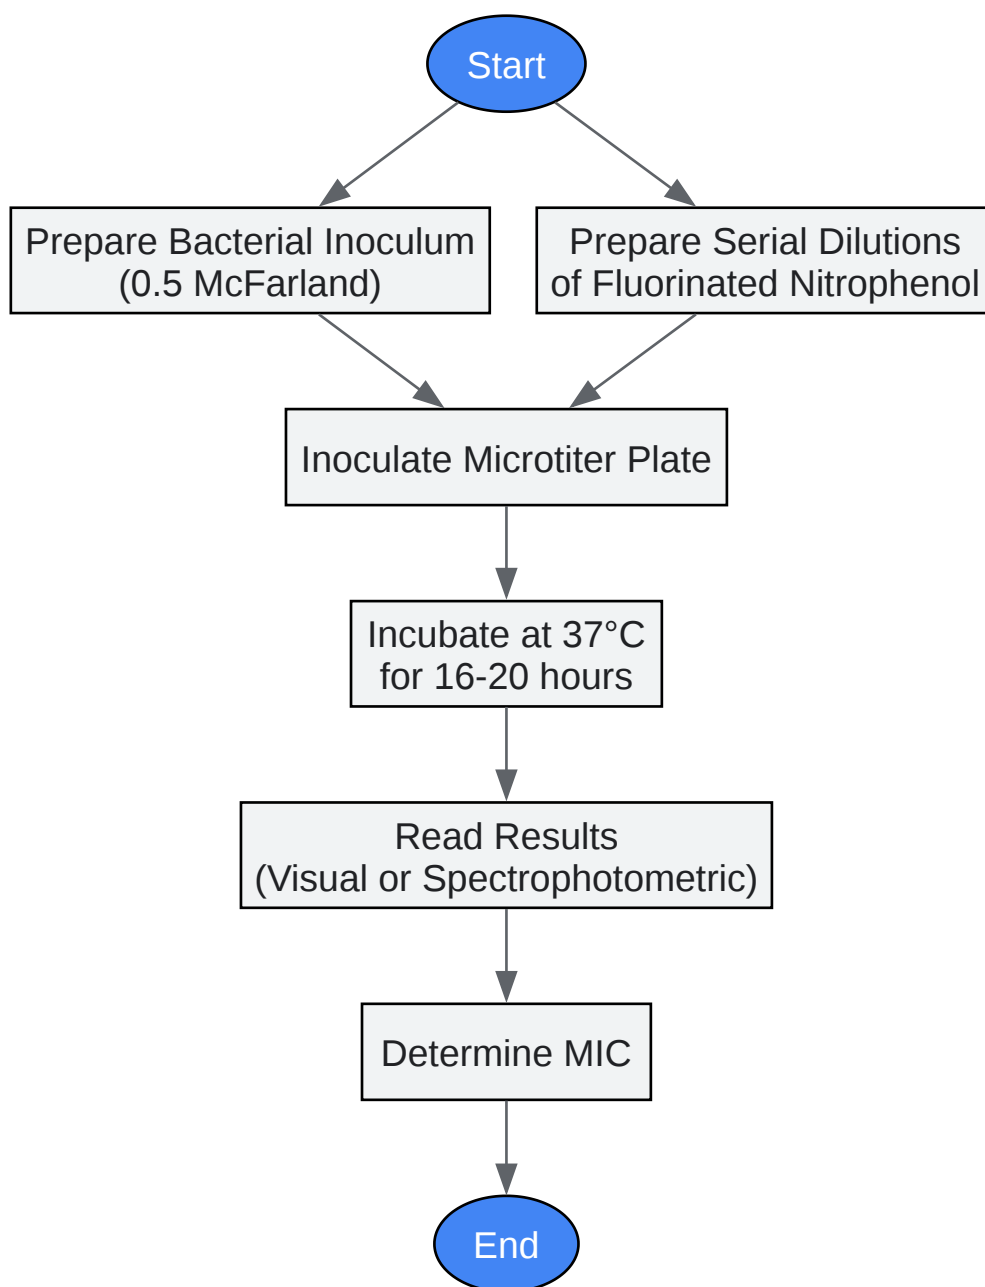 Start
Prepare Bacterial Inoculum
(0.5 McFarland)
Prepare Serial Dilutions
of Fluorinated Nitrophenol
Inoculate Microtiter Plate
Incubate at 37°C
for 16-20 hours
Read Results
(Visual or Spectrophotometric)
Determine MIC
End